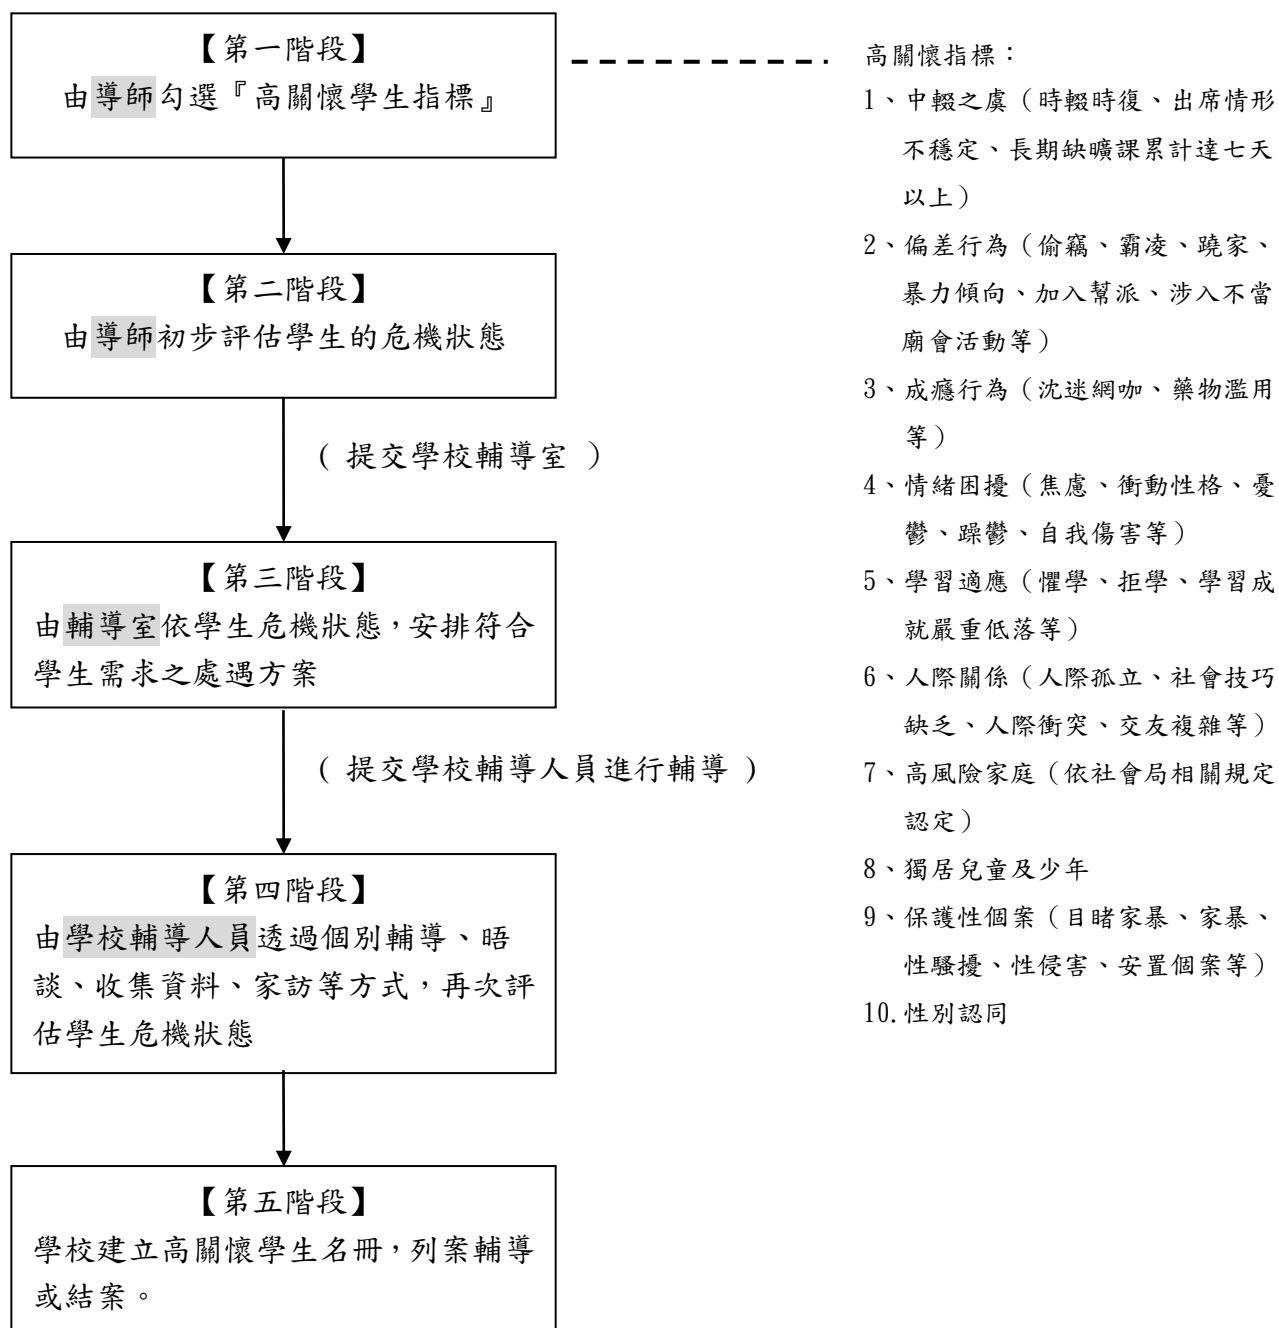 【第一階段】
由導師勾選『高關懷學生指標』
【第二階段】
由導師初步評估學生的危機狀態
( 提交學校輔導室 )
【第三階段】
由輔導室依學生危機狀態,安排符合
學生需求之處遇方案
( 提交學校輔導人員進行輔導 )
【第四階段】
由學校輔導人員透過個別輔導、晤
談、收集資料、家訪等方式,再次評
估學生危機狀態
【第五階段】
學校建立高關懷學生名冊,列案輔導
或結案。
高關懷指標:
1、中輟之虞(時輟時復、出席情形
不穩定、長期缺曠課累計達七天
以上)
2、偏差行為(偷竊、霸凌、蹺家、
暴力傾向、加入幫派、涉入不當
廟會活動等)
3、成癮行為(沈迷網咖、藥物濫用
等)
4、情緒困擾(焦慮、衝動性格、憂
鬱、躁鬱、自我傷害等)
5、學習適應(懼學、拒學、學習成
就嚴重低落等)
6、人際關係(人際孤立、社會技巧
缺乏、人際衝突、交友複雜等)
7、高風險家庭(依社會局相關規定
認定)
8、獨居兒童及少年
9、保護性個案(目睹家暴、家暴、
性騷擾、性侵害、安置個案等)
10.性別認同